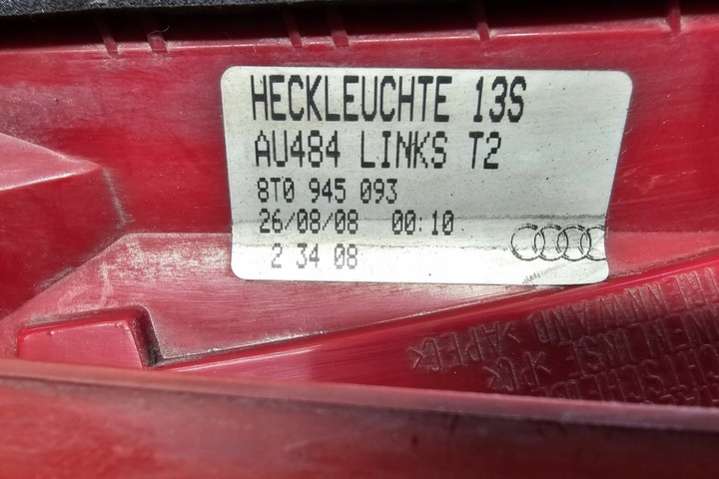 HECKLEUCHTE 13S
AU484 LINKS T2
8T0 945 093
26/08/08 00:10
2 34 08